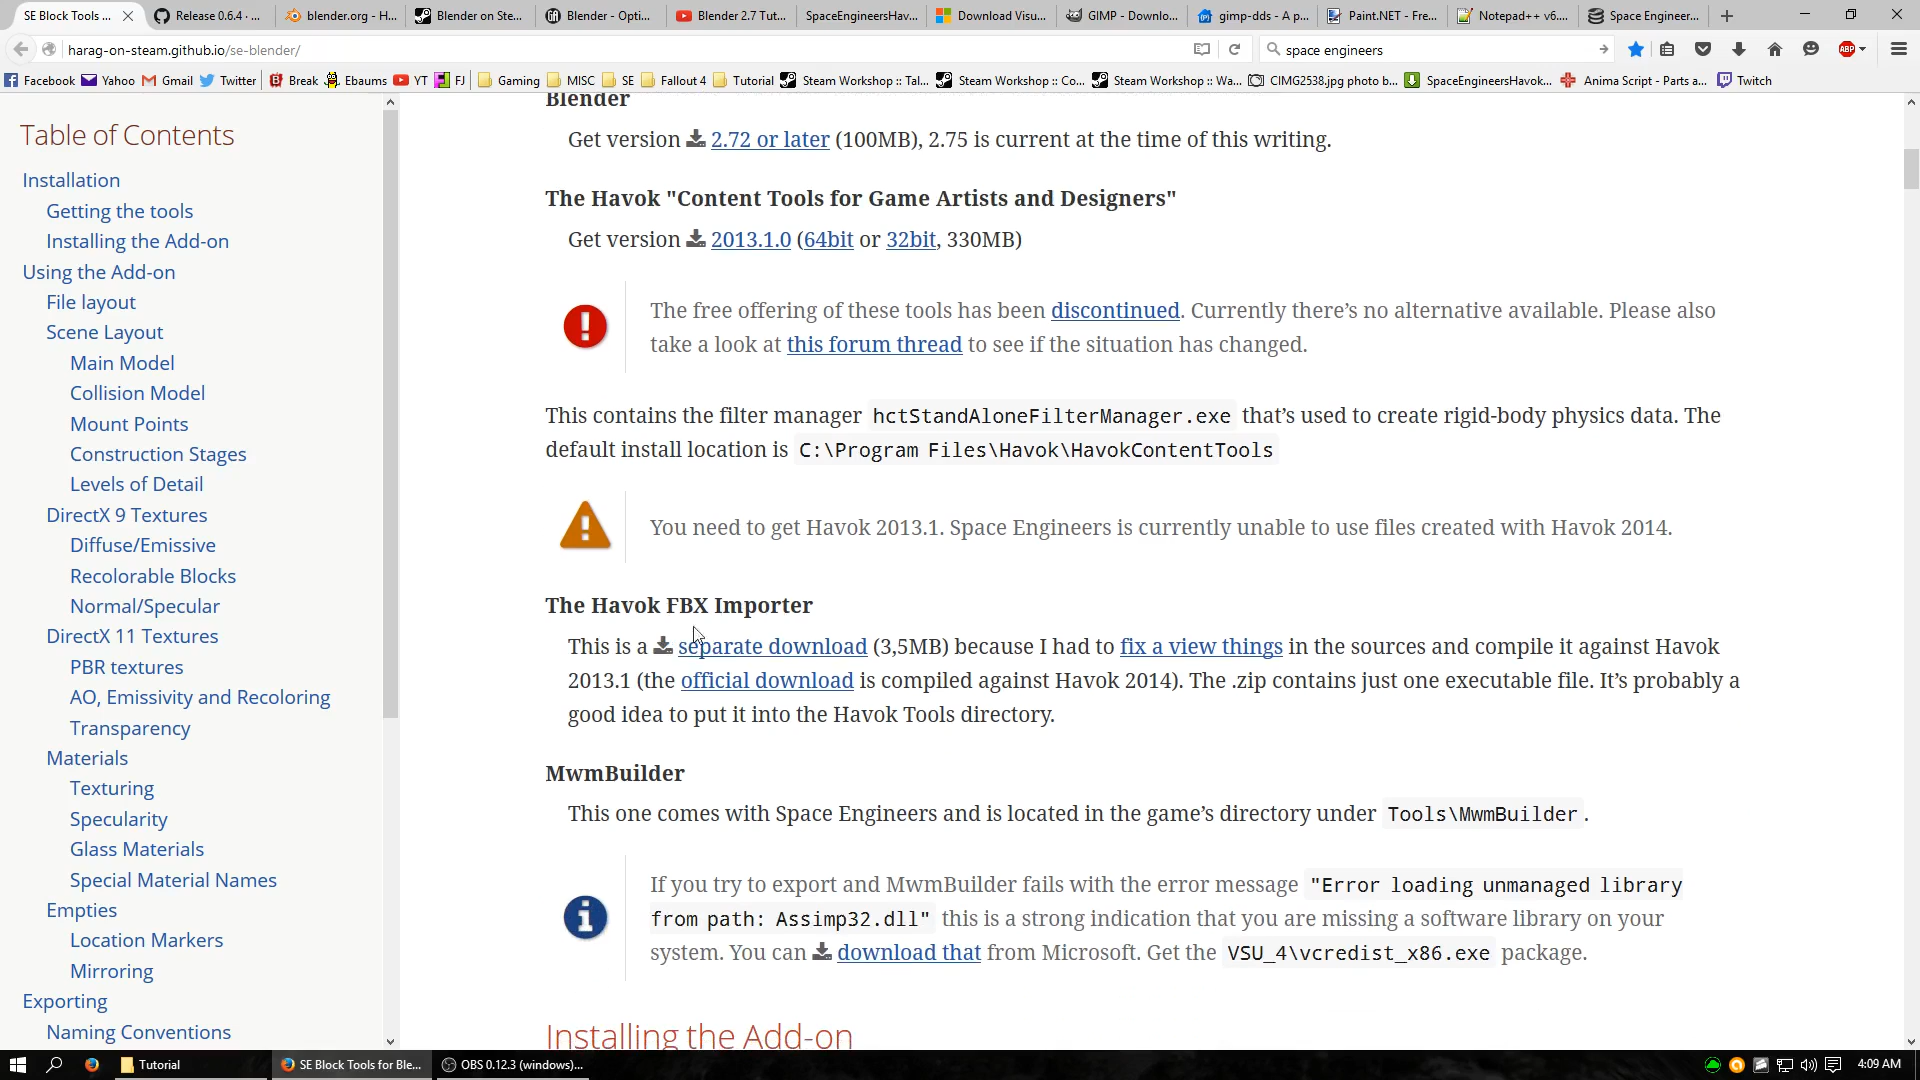 SE Block Tools ...
Release 0.6.4 · ...
blender.org - H...
Blender on Ste...
Blender - Opti...
Blender 2.7 Tut...
SpaceEngineersHav...
Download Visu...
GIMP - Downlo...
gimp-dds - A p...
Paint.NET - Fre...
Notepad++ v6....
Space Engineer...
harag-on-steam.github.io/se-blender/
space engineers
ABP
Facebook
Yahoo
Gmail
Twitter
Break
Ebaums
YT
FJ
Gaming
MISC
SE
Fallout 4
Tutorial
Steam Workshop :: Tal...
Steam Workshop :: Co...
Steam Workshop :: Wa...
CIMG2538.jpg photo b...
SpaceEngineersHavok...
Anima Script - Parts a...
Twitch
Table of Contents
Installation
Getting the tools
Installing the Add-on
Using the Add-on
File layout
Scene Layout
Main Model
Collision Model
Mount Points
Construction Stages
Levels of Detail
DirectX 9 Textures
Diffuse/Emissive
Recolorable Blocks
Normal/Specular
DirectX 11 Textures
PBR textures
AO, Emissivity and Recoloring
Transparency
Materials
Texturing
Specularity
Glass Materials
Special Material Names
Empties
Location Markers
Mirroring
Exporting
Naming Conventions
Blender
Get version 2.72 or later (100MB), 2.75 is current at the time of this writing.
The Havok "Content Tools for Game Artists and Designers"
Get version 2013.1.0 (64bit or 32bit, 330MB)
The free offering of these tools has been discontinued. Currently there's no alternative available. Please also
take a look at this forum thread to see if the situation has changed.
This contains the filter manager hctStandAloneFilterManager.exe that's used to create rigid-body physics data. The
default install location is C:\Program Files\Havok\HavokContentTools
You need to get Havok 2013.1. Space Engineers is currently unable to use files created with Havok 2014.
The Havok FBX Importer
This is a separate download (3,5MB) because I had to fix a view things in the sources and compile it against Havok
2013.1 (the official download is compiled against Havok 2014). The .zip contains just one executable file. It's probably a
good idea to put it into the Havok Tools directory.
MwmBuilder
This one comes with Space Engineers and is located in the game's directory under Tools\MwmBuilder.
If you try to export and MwmBuilder fails with the error message "Error loading unmanaged library
from path: Assimp32.dll" this is a strong indication that you are missing a software library on your
system. You can download that from Microsoft. Get the VSU_4\vcredist_x86.exe package.
Installing the Add-on
Tutorial
SE Block Tools for Ble...
OBS 0.12.3 (windows)...
4:09 AM